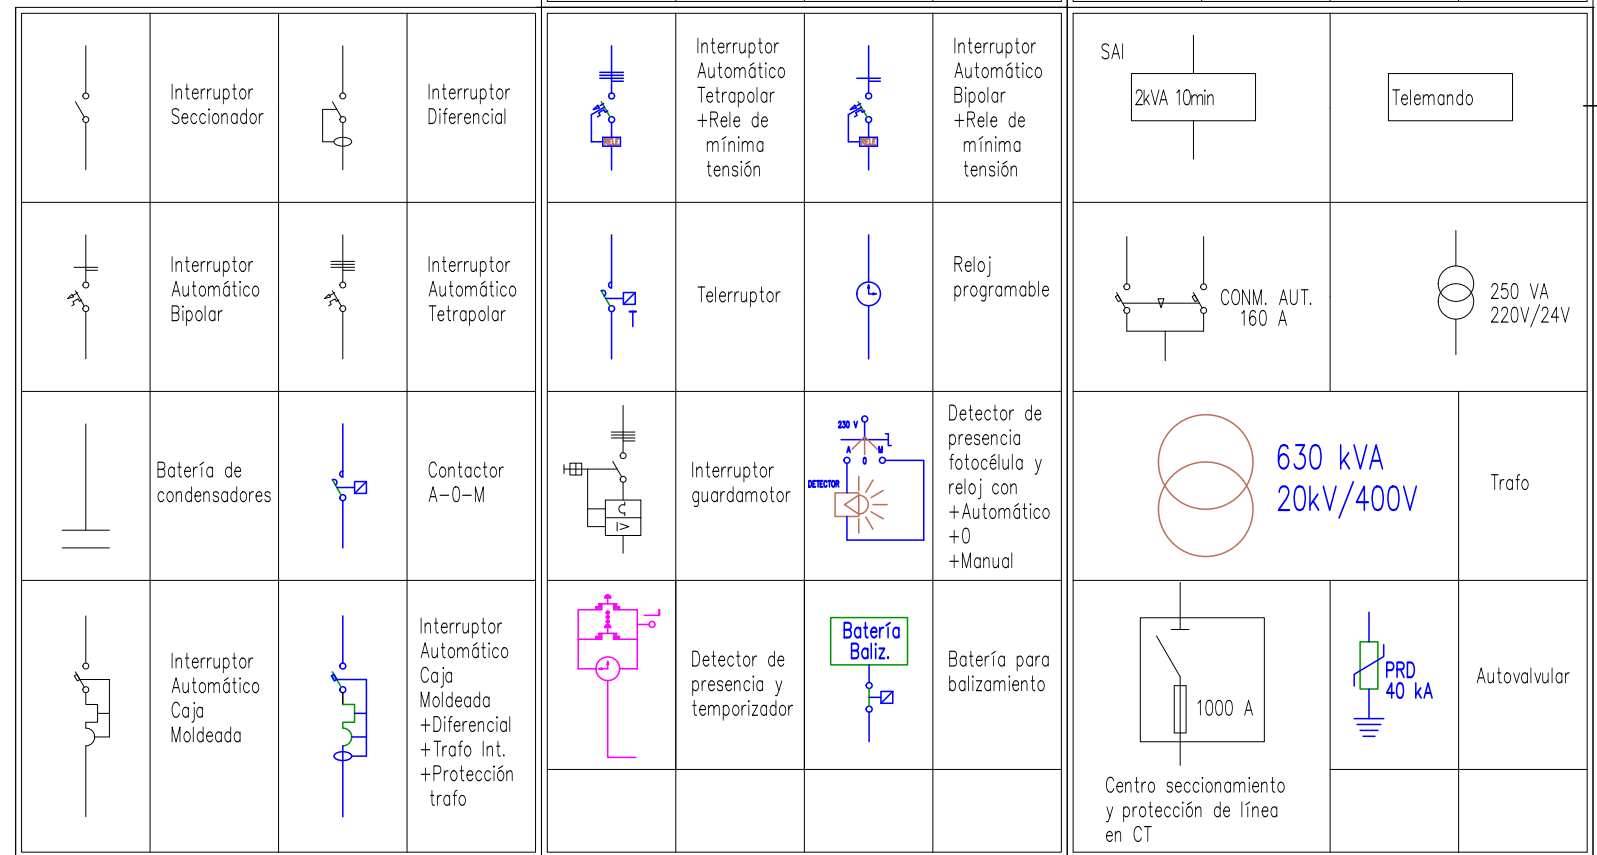 Interruptor
Seccionador
Interruptor
Diferencial
Interruptor
Automático
Bipolar
Interruptor
Automático
Tetrapolar
Batería de
condensadores
Contactor
A-O-M
Interruptor
Automático
Caja
Moldeada
Interruptor
Automático
Caja
Moldeada
+Diferencial
+Trafo Int.
+Protección
trafo
RELE
Interruptor
Automático
Tetrapolar
+Rele de
mínima
tensión
RELE
Interruptor
Automático
Bipolar
+Rele de
mínima
tensión
T
Telerruptor
Reloj
programable
I>
Interruptor
guardamotor
230 V
A
M
0
DETECTOR
Detector de
presencia
fotocélula y
reloj con
+Automático
+0
+Manual
Detector de
presencia y
temporizador
Batería
Baliz.
Batería para
balizamiento
SAI
2kVA 10min
Telemando
CONM. AUT.
160 A
250 VA
220V/24V
630 kVA
20kV/400V
Trafo
1000 A
Centro seccionamiento
y protección de línea
en CT
PRD
40 kA
Autovalvular